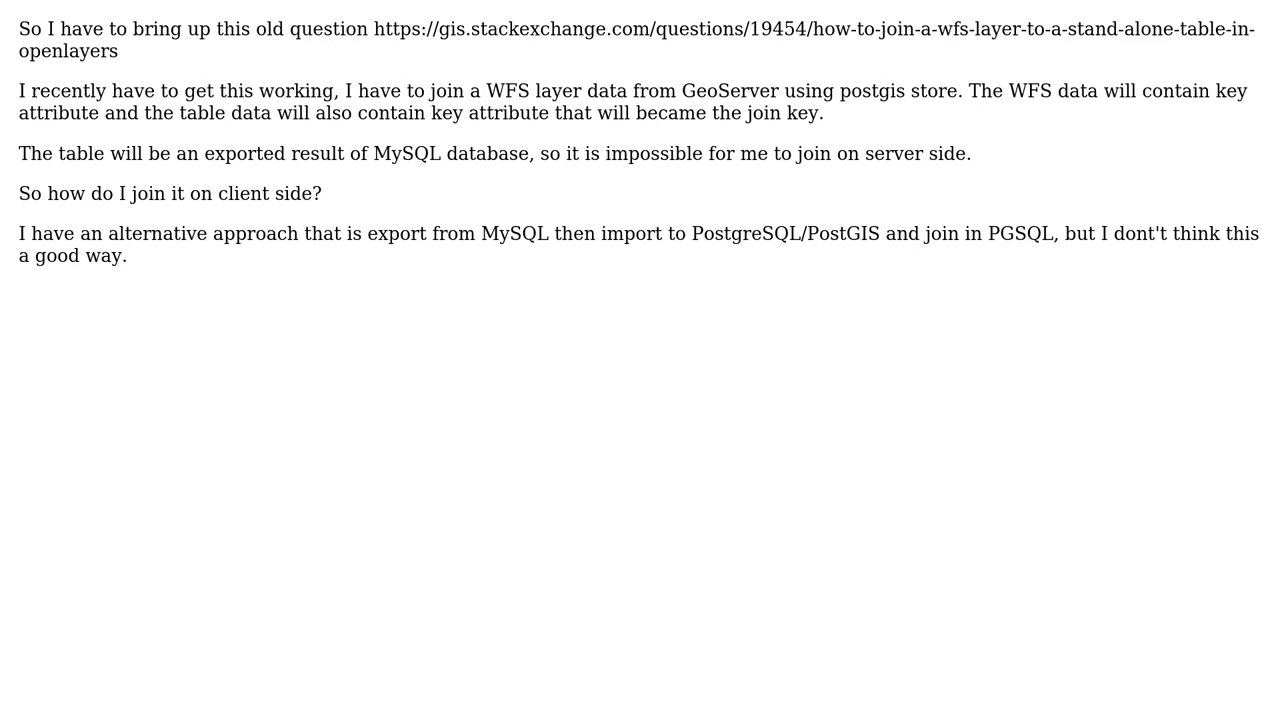 So I have to bring up this old question https://gis.stackexchange.com/questions/19454/how-to-join-a-wfs-layer-to-a-stand-alone-table-in-
openlayers
I recently have to get this working, I have to join a WFS layer data from GeoServer using postgis store. The WFS data will contain key
attribute and the table data will also contain key attribute that will became the join key.
The table will be an exported result of MySQL database, so it is impossible for me to join on server side.
So how do I join it on client side?
I have an alternative approach that is export from MySQL then import to PostgreSQL/PostGIS and join in PGSQL, but I dont't think this
a good way.